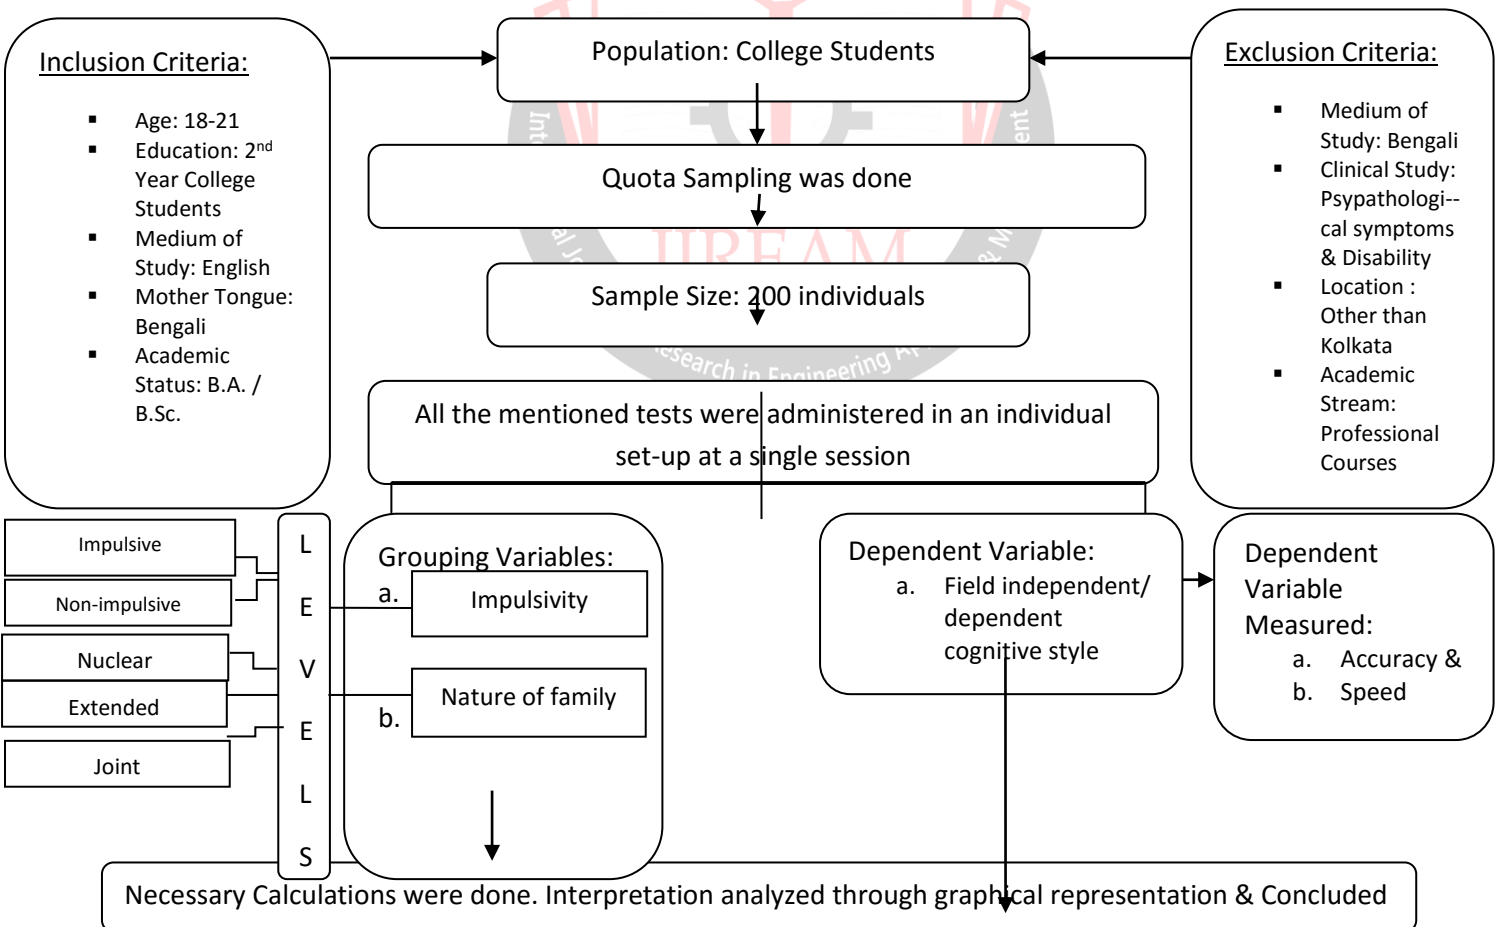 Inclusion Criteria:
▪ Age: 18-21
▪ Education: 2nd
Year College
Students
▪ Medium of
Study: English
▪ Mother Tongue:
Bengali
▪ Academic
Status: B.A. /
B.Sc.
Population: College Students
Quota Sampling was done
IJREAM
Sample Size: 200 individuals
Research in Engineering
All the mentioned tests were administered in an individual
set-up at a single session
Exclusion Criteria:
▪ Medium of
Study: Bengali
▪ Clinical Study:
Psypathologi--
cal symptoms
& Disability
▪ Location :
Other than
Kolkata
▪ Academic
Stream:
Professional
Courses
Impulsive
Non-impulsive
Nuclear
Extended
Joint
L
E
V
E
L
S
Grouping Variables:
a. Impulsivity
b. Nature of family
Dependent Variable:
a. Field independent/
dependent
cognitive style
Dependent
Variable
Measured:
a. Accuracy &
b. Speed
Necessary Calculations were done. Interpretation analyzed through graphical representation & Concluded